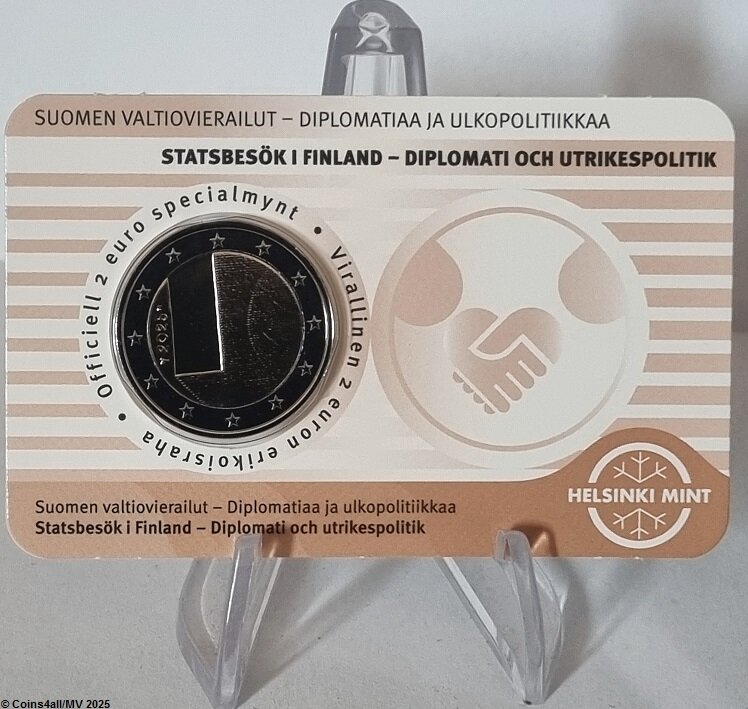 SUOMEN VALTIOVIERAILUT – DIPLOMATIAA JA ULKOPOLITIIKKAA
STATSBESÖK I FINLAND – DIPLOMATI OCH UTRIKESPOLITIK
Officiell 2 euro specialmynt • Virallinen 2 euron erikoisraha •
2025
HELSINKI MINT
Suomen valtiovierailut – Diplomatiaa ja ulkopolitiikkaa
Statsbesök i Finland – Diplomati och utrikespolitik
© Coins4all/MV 2025